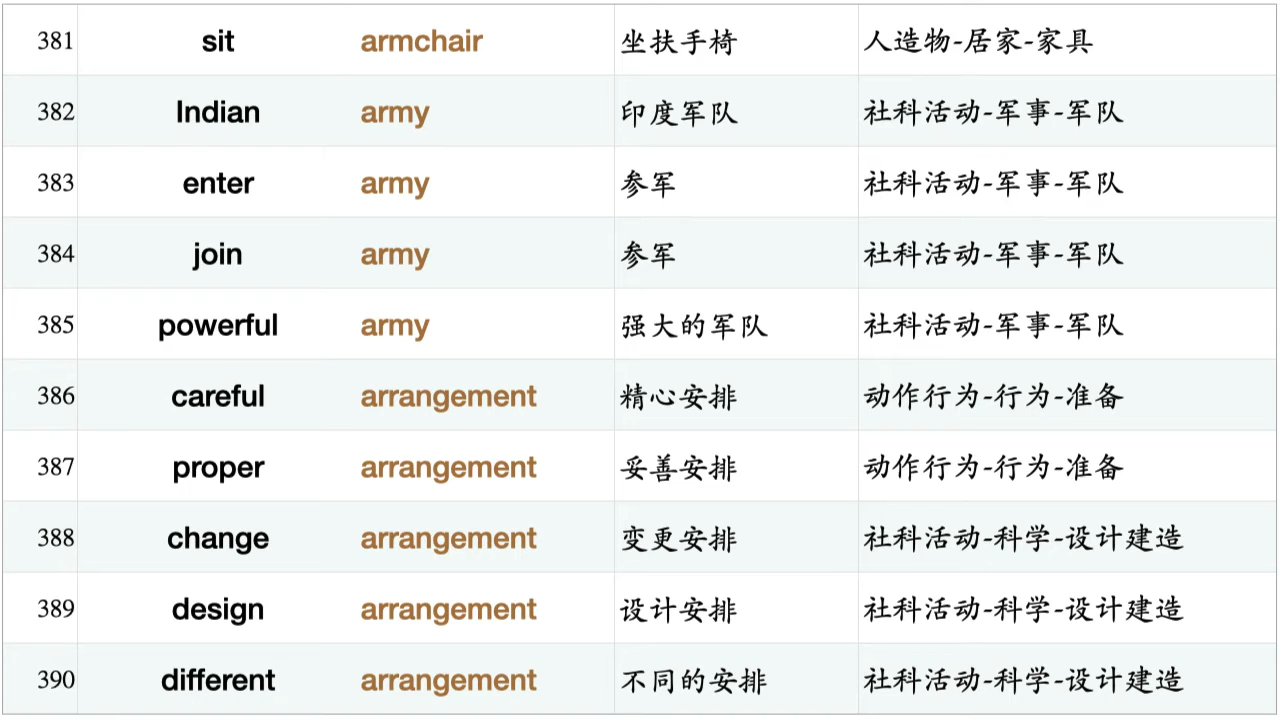 381 sit armchair 坐扶手椅 人造物-居家-家具
382 Indian army 印度军队 社科活动-军事-军队
383 enter army 参军 社科活动-军事-军队
384 join army 参军 社科活动-军事-军队
385 powerful army 强大的军队 社科活动-军事-军队
386 careful arrangement 精心安排 动作行为-行为-准备
387 proper arrangement 妥善安排 动作行为-行为-准备
388 change arrangement 变更安排 社科活动-科学-设计建造
389 design arrangement 设计安排 社科活动-科学-设计建造
390 different arrangement 不同的安排 社科活动-科学-设计建造